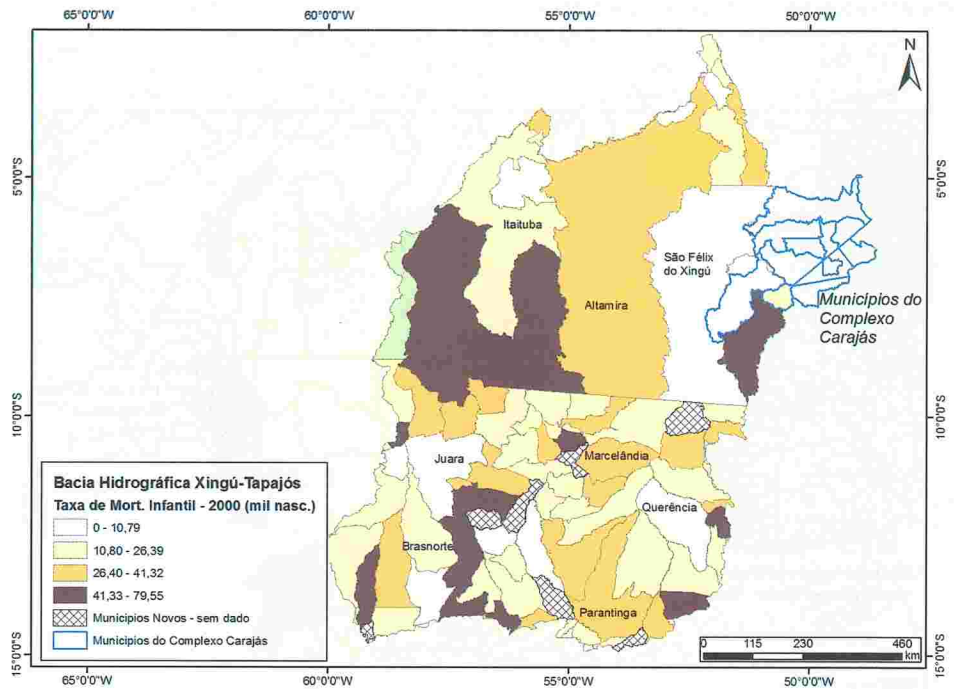 65°0'0"W
60°0'0"W
55°0'0"W
50°0'0"W
N
5°0'0"S
5°0'0"S
Itaituba
São Félix
do Xingú
Altamira
Municípios do
Complexo
Carajás
10°0'0"S
10°0'0"S
Juara
Marcelândia
Querência
Brasnorte
Parantinga
Bacia Hidrográfica Xingú-Tapajós
Taxa de Mort. Infantil - 2000 (mil nasc.)
0 - 10,79
10,80 - 26,39
26,40 - 41,32
41,33 - 79,55
Municípios Novos - sem dado
Municípios do Complexo Carajás
0 115 230 460
km
15°0'0"S
15°0'0"S
65°0'0"W
60°0'0"W
55°0'0"W
50°0'0"W